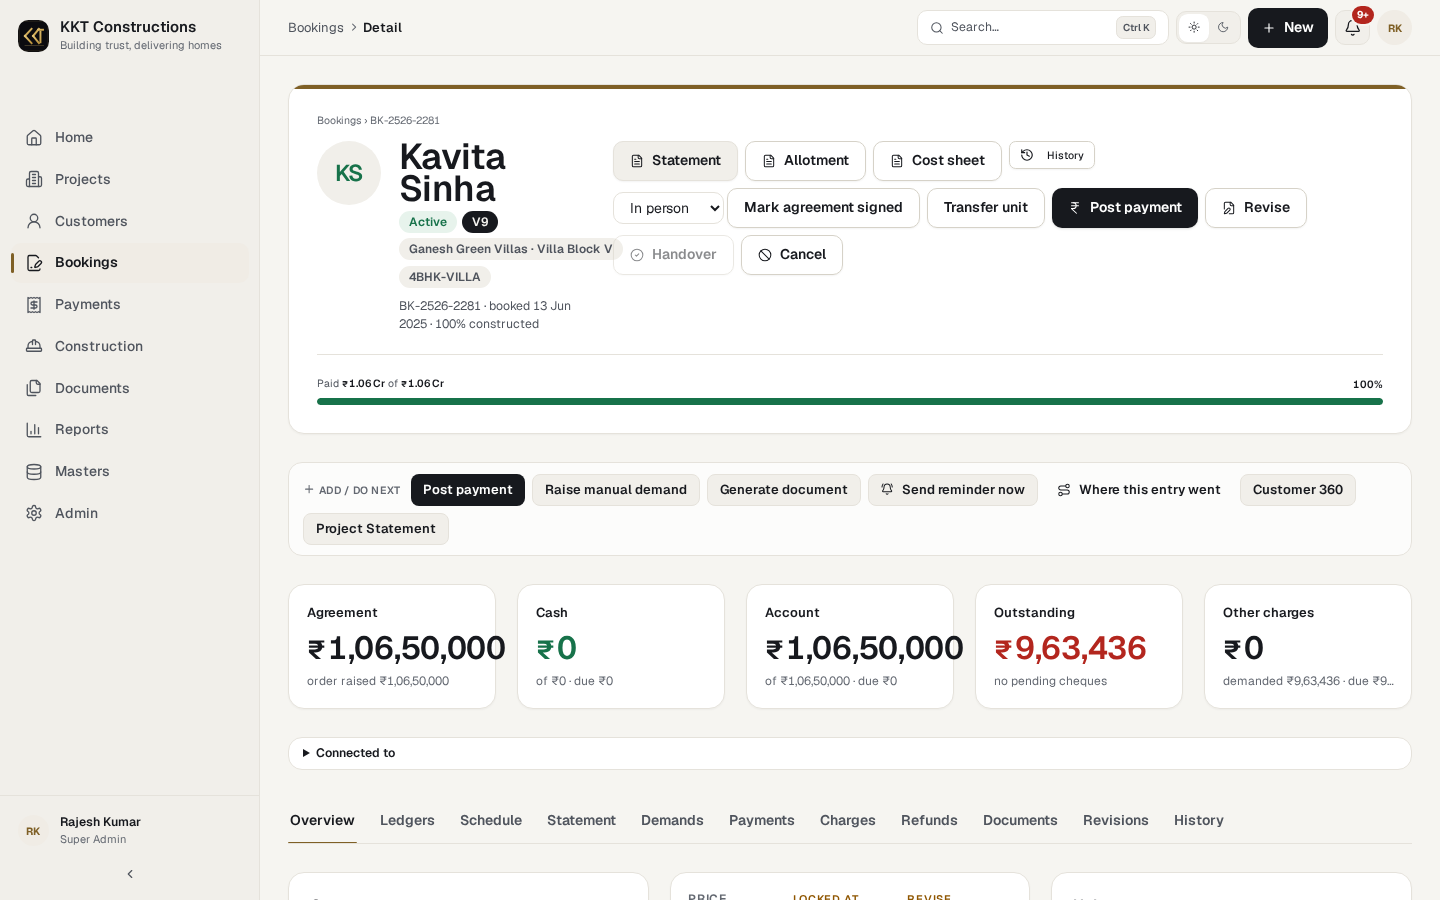 KKT Constructions
Building trust, delivering homes
Bookings › Detail
Search...
Ctrl K
New
9+
RK
Home
Projects
Customers
Bookings
Payments
Construction
Documents
Reports
Masters
Admin
Rajesh Kumar
Super Admin
RK
Bookings › BK-2526-2281
KS
Kavita Sinha
Active V9
Ganesh Green Villas · Villa Block V
4BHK-VILLA
BK-2526-2281 · booked 13 Jun
2025 · 100% constructed
Statement Allotment Cost sheet History
In person Mark agreement signed Transfer unit ₹ Post payment Revise
Handover Cancel
Paid ₹1.06Cr of ₹1.06Cr 100%
+ ADD / DO NEXT Post payment Raise manual demand Generate document Send reminder now Where this entry went Customer 360
Project Statement
Agreement
₹1,06,50,000
order raised ₹1,06,50,000
Cash
₹0
of ₹0 · due ₹0
Account
₹1,06,50,000
of ₹1,06,50,000 · due ₹0
Outstanding
₹9,63,436
no pending cheques
Other charges
₹0
demanded ₹9,63,436 · due ₹9...
Connected to
Overview Ledgers Schedule Statement Demands Payments Charges Refunds Documents Revisions History
PRICE LOCKED AT REVISE